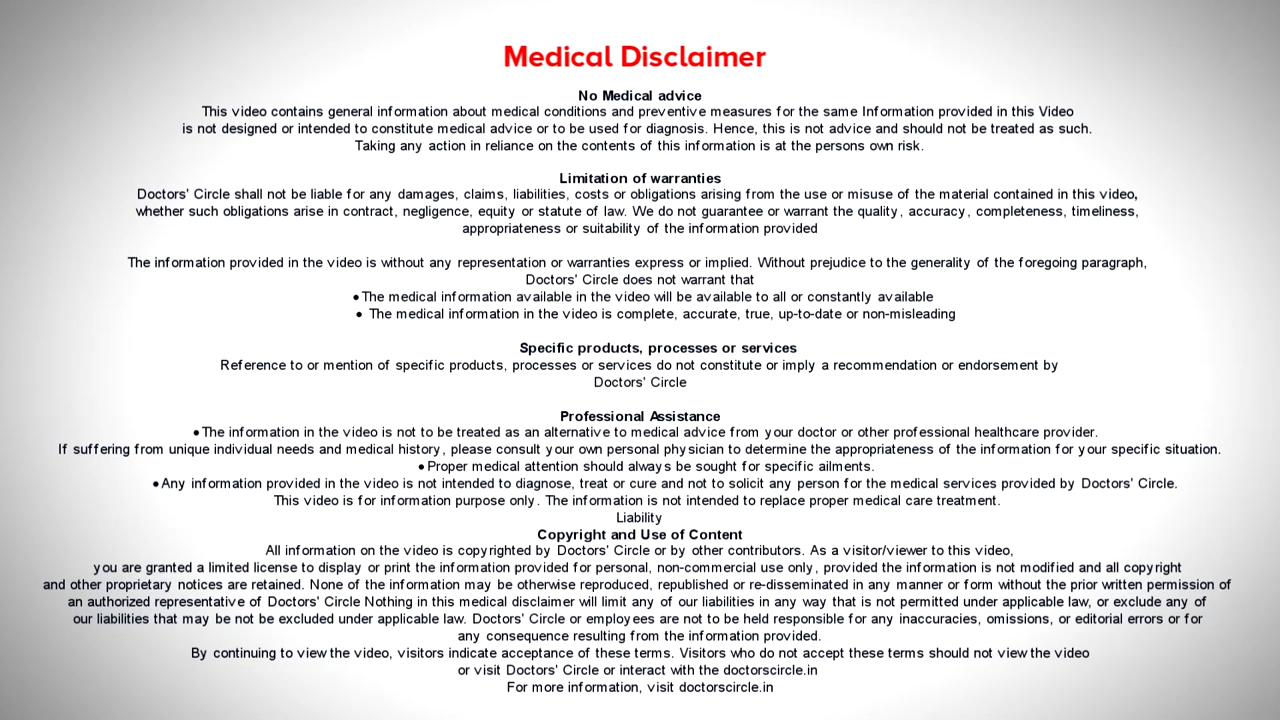 Medical Disclaimer
No Medical advice
This video contains general information about medical conditions and preventive measures for the same Information provided in this Video
is not designed or intended to constitute medical advice or to be used for diagnosis. Hence, this is not advice and should not be treated as such.
Taking any action in reliance on the contents of this information is at the persons own risk.
Limitation of warranties
Doctors' Circle shall not be liable for any damages, claims, liabilities, costs or obligations arising from the use or misuse of the material contained in this video,
whether such obligations arise in contract, negligence, equity or statute of law. We do not guarantee or warrant the quality, accuracy, completeness, timeliness,
appropriateness or suitability of the information provided
The information provided in the video is without any representation or warranties express or implied. Without prejudice to the generality of the foregoing paragraph,
Doctors' Circle does not warrant that
• The medical information available in the video will be available to all or constantly available
• The medical information in the video is complete, accurate, true, up-to-date or non-misleading
Specific products, processes or services
Reference to or mention of specific products, processes or services do not constitute or imply a recommendation or endorsement by
Doctors' Circle
Professional Assistance
• The information in the video is not to be treated as an alternative to medical advice from your doctor or other professional healthcare provider.
If suffering from unique individual needs and medical history, please consult your own personal physician to determine the appropriateness of the information for your specific situation.
• Proper medical attention should always be sought for specific ailments.
• Any information provided in the video is not intended to diagnose, treat or cure and not to solicit any person for the medical services provided by Doctors' Circle.
This video is for information purpose only. The information is not intended to replace proper medical care treatment.
Liability
Copyright and Use of Content
All information on the video is copyrighted by Doctors' Circle or by other contributors. As a visitor/viewer to this video,
you are granted a limited license to display or print the information provided for personal, non-commercial use only, provided the information is not modified and all copyright
and other proprietary notices are retained. None of the information may be otherwise reproduced, republished or re-disseminated in any manner or form without the prior written permission of
an authorized representative of Doctors' Circle Nothing in this medical disclaimer will limit any of our liabilities in any way that is not permitted under applicable law, or exclude any of
our liabilities that may be not be excluded under applicable law. Doctors' Circle or employees are not to be held responsible for any inaccuracies, omissions, or editorial errors or for
any consequence resulting from the information provided.
By continuing to view the video, visitors indicate acceptance of these terms. Visitors who do not accept these terms should not view the video
or visit Doctors' Circle or interact with the doctorscircle.in
For more information, visit doctorscircle.in